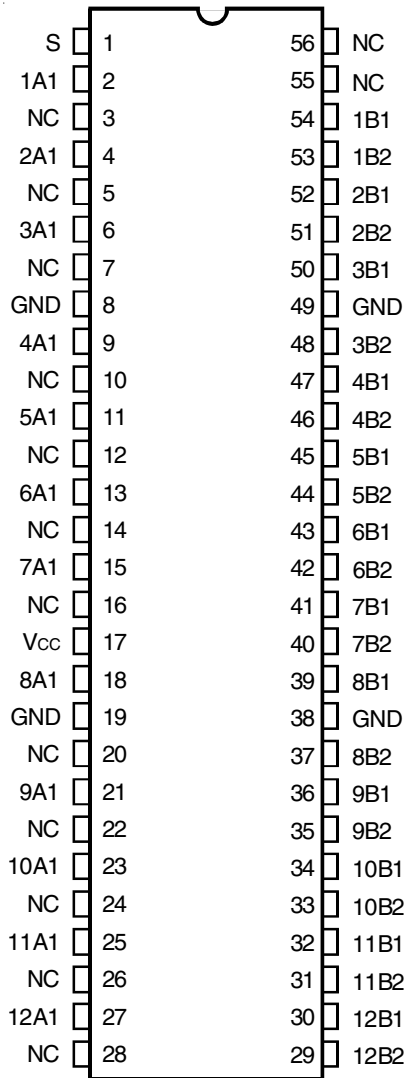 S 1 56 NC
1A1 2 55 NC
NC 3 54 1B1
2A1 4 53 1B2
NC 5 52 2B1
3A1 6 51 2B2
NC 7 50 3B1
GND 8 49 GND
4A1 9 48 3B2
NC 10 47 4B1
5A1 11 46 4B2
NC 12 45 5B1
6A1 13 44 5B2
NC 14 43 6B1
7A1 15 42 6B2
NC 16 41 7B1
VCC 17 40 7B2
8A1 18 39 8B1
GND 19 38 GND
NC 20 37 8B2
9A1 21 36 9B1
NC 22 35 9B2
10A1 23 34 10B1
NC 24 33 10B2
11A1 25 32 11B1
NC 26 31 11B2
12A1 27 30 12B1
NC 28 29 12B2